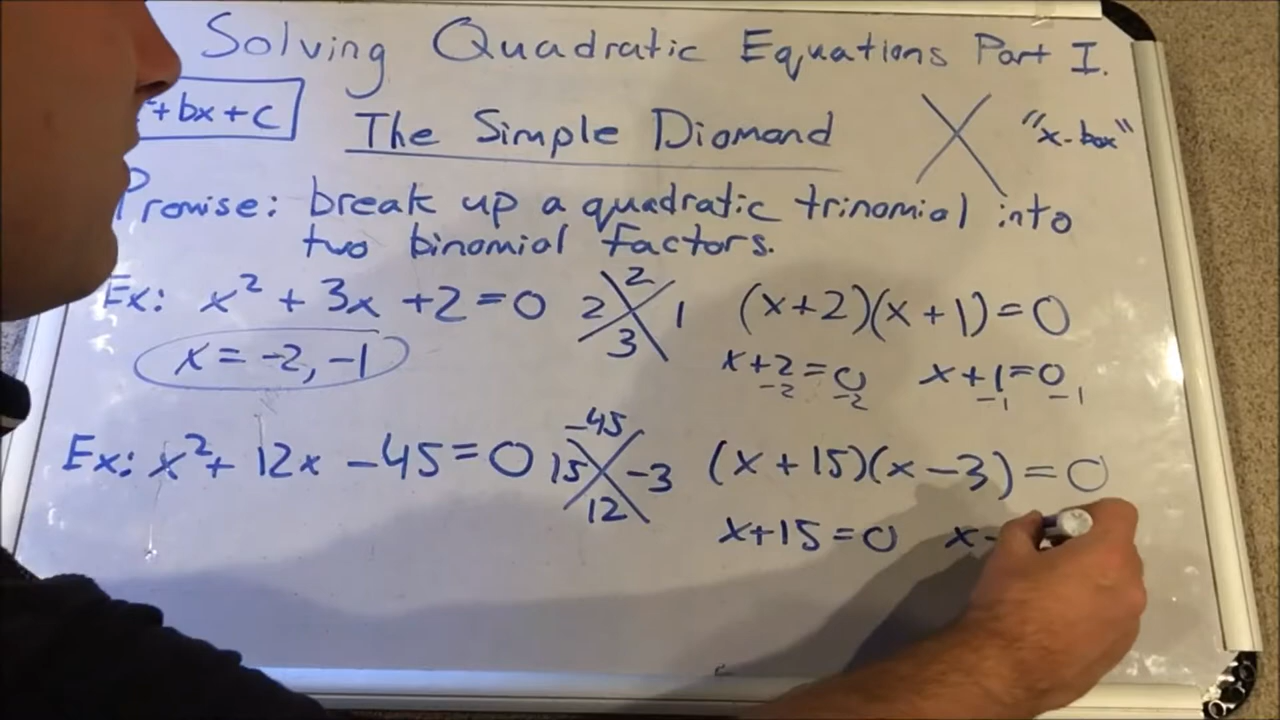 Solving Quadratic Equations Part I.
+bx+c
The Simple Diamond
"x-box"
Promise: break up a quadratic trinomial into
two binomial factors.
Ex: x² + 3x + 2 = 0
2
2 1
3
(x+2)(x+1)=0
x = -2, -1
x+2=0 x+1=0
-2 -2 -1 -1
Ex: x² + 12x - 45 = 0
-45
15 -3
12
(x+15)(x-3)=0
x+15=0 x-